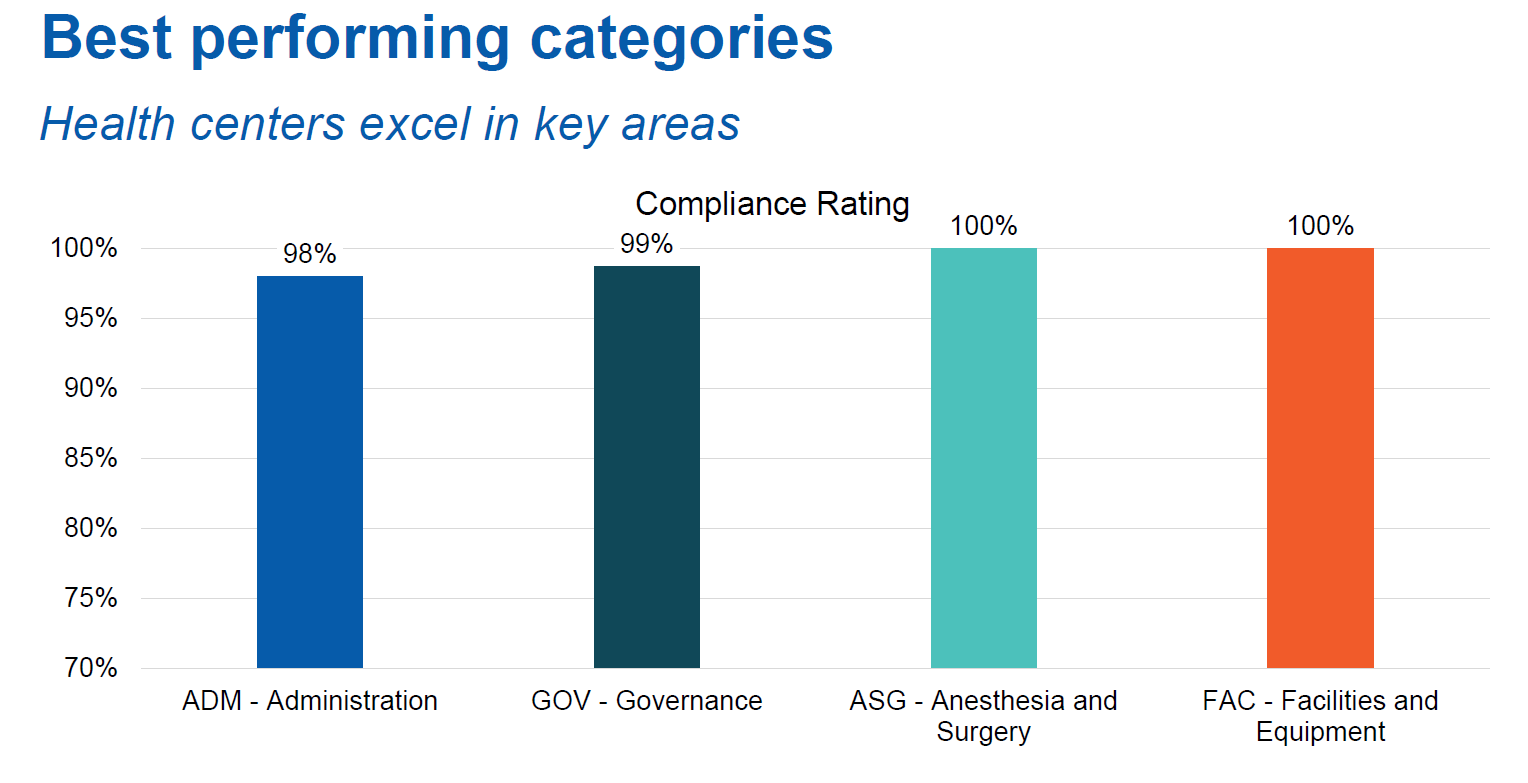 Best performing categories
Health centers excel in key areas
Compliance Rating
100%
95%
90%
85%
80%
75%
70%
98%
99%
100%
100%
ADM - Administration
GOV - Governance
ASG - Anesthesia and
Surgery
FAC - Facilities and
Equipment